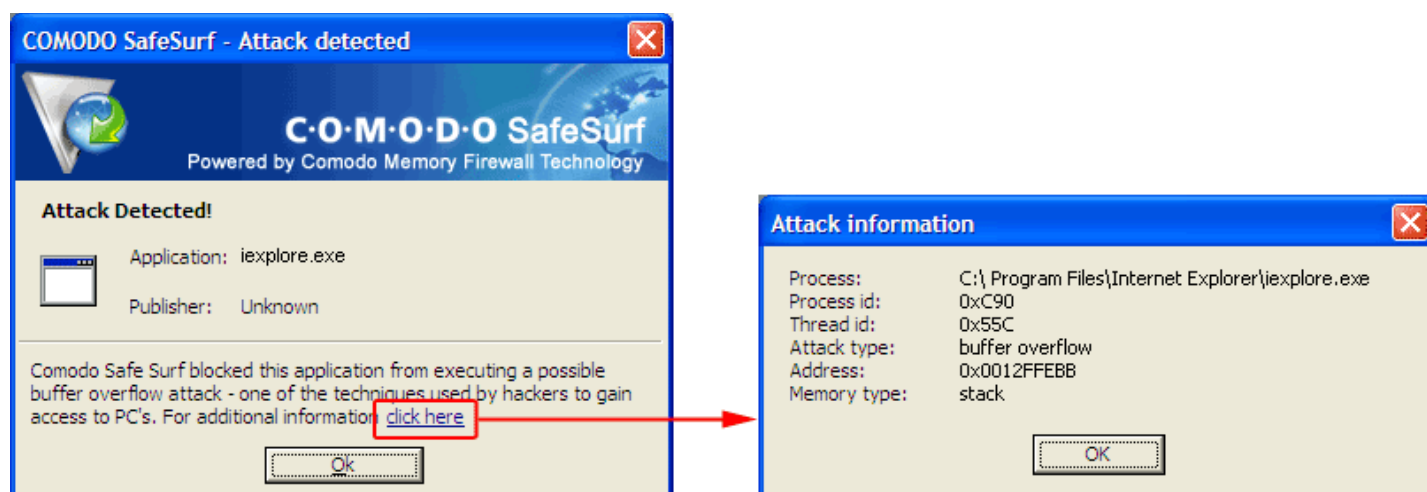 COMODO SafeSurf - Attack detected
C·O·M·O·D·O SafeSurf
Powered by Comodo Memory Firewall Technology
Attack Detected!
Application: iexplore.exe
Publisher: Unknown
Comodo Safe Surf blocked this application from executing a possible
buffer overflow attack - one of the techniques used by hackers to gain
access to PC's. For additional information click here
Ok
Attack information
Process: C:\ Program Files\Internet Explorer\iexplore.exe
Process id: 0xC90
Thread id: 0x55C
Attack type: buffer overflow
Address: 0x0012FFEBB
Memory type: stack
OK